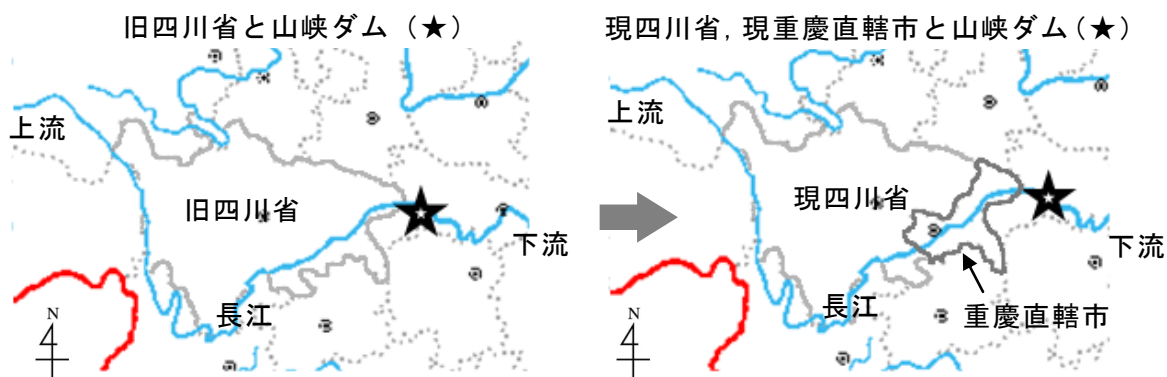 旧四川省と山峡ダム（★）
上流
旧四川省
下流
長江
N
現四川省,現重慶直轄市と山峡ダム(★)
上流
現四川省
下流
長江
重慶直轄市
N